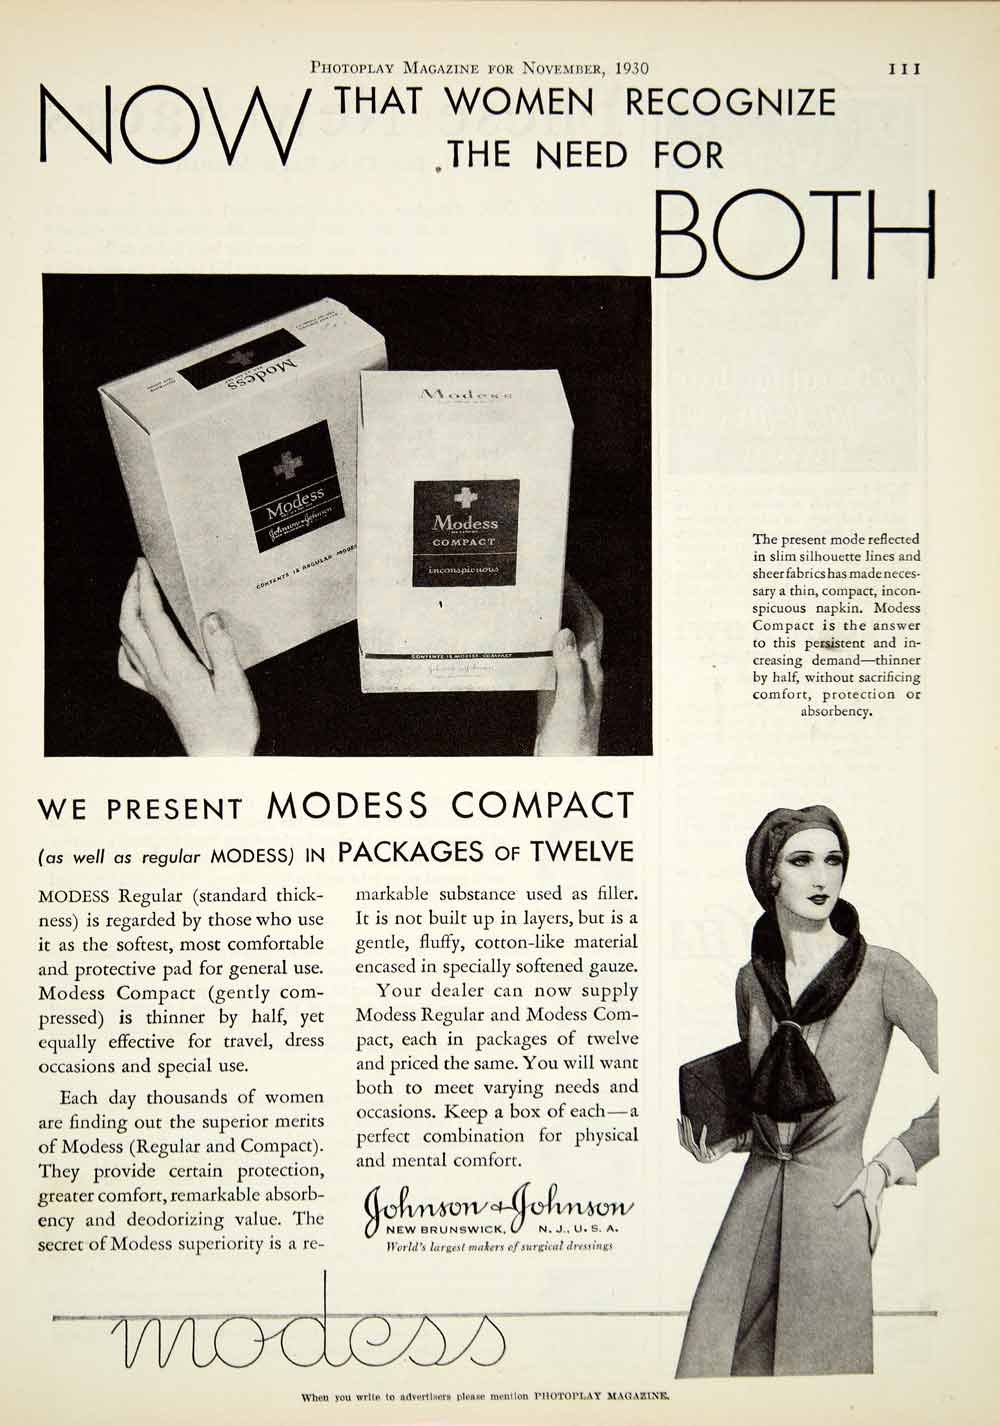 PHOTOPLAY MAGAZINE FOR NOVEMBER, 1930
111
NOW THAT WOMEN RECOGNIZE
THE NEED FOR
BOTH
Modess
Modess
Johnson & Johnson
CONTENTS 12 REGULAR MODESS
Modess
Modess
COMPACT
inconspicuous
CONTENTS 12 MODESS COMPACT
Johnson & Johnson
The present mode reflected
in slim silhouette lines and
sheer fabrics has made neces-
sary a thin, compact, incon-
spicuous napkin. Modess
Compact is the answer
to this persistent and in-
creasing demand—thinner
by half, without sacrificing
comfort, protection or
absorbency.
WE PRESENT MODESS COMPACT
(as well as regular MODESS) IN PACKAGES OF TWELVE
MODESS Regular (standard thick-
ness) is regarded by those who use
it as the softest, most comfortable
and protective pad for general use.
Modess Compact (gently com-
pressed) is thinner by half, yet
equally effective for travel, dress
occasions and special use.
Each day thousands of women
are finding out the superior merits
of Modess (Regular and Compact).
They provide certain protection,
greater comfort, remarkable absorb-
ency and deodorizing value. The
secret of Modess superiority is a re-
markable substance used as filler.
It is not built up in layers, but is a
gentle, fluffy, cotton-like material
encased in specially softened gauze.
Your dealer can now supply
Modess Regular and Modess Com-
pact, each in packages of twelve
and priced the same. You will want
both to meet varying needs and
occasions. Keep a box of each—a
perfect combination for physical
and mental comfort.
Johnson & Johnson
NEW BRUNSWICK, N. J., U. S. A.
World's largest makers of surgical dressings
modess
When you write to advertisers please mention PHOTOPLAY MAGAZINE.